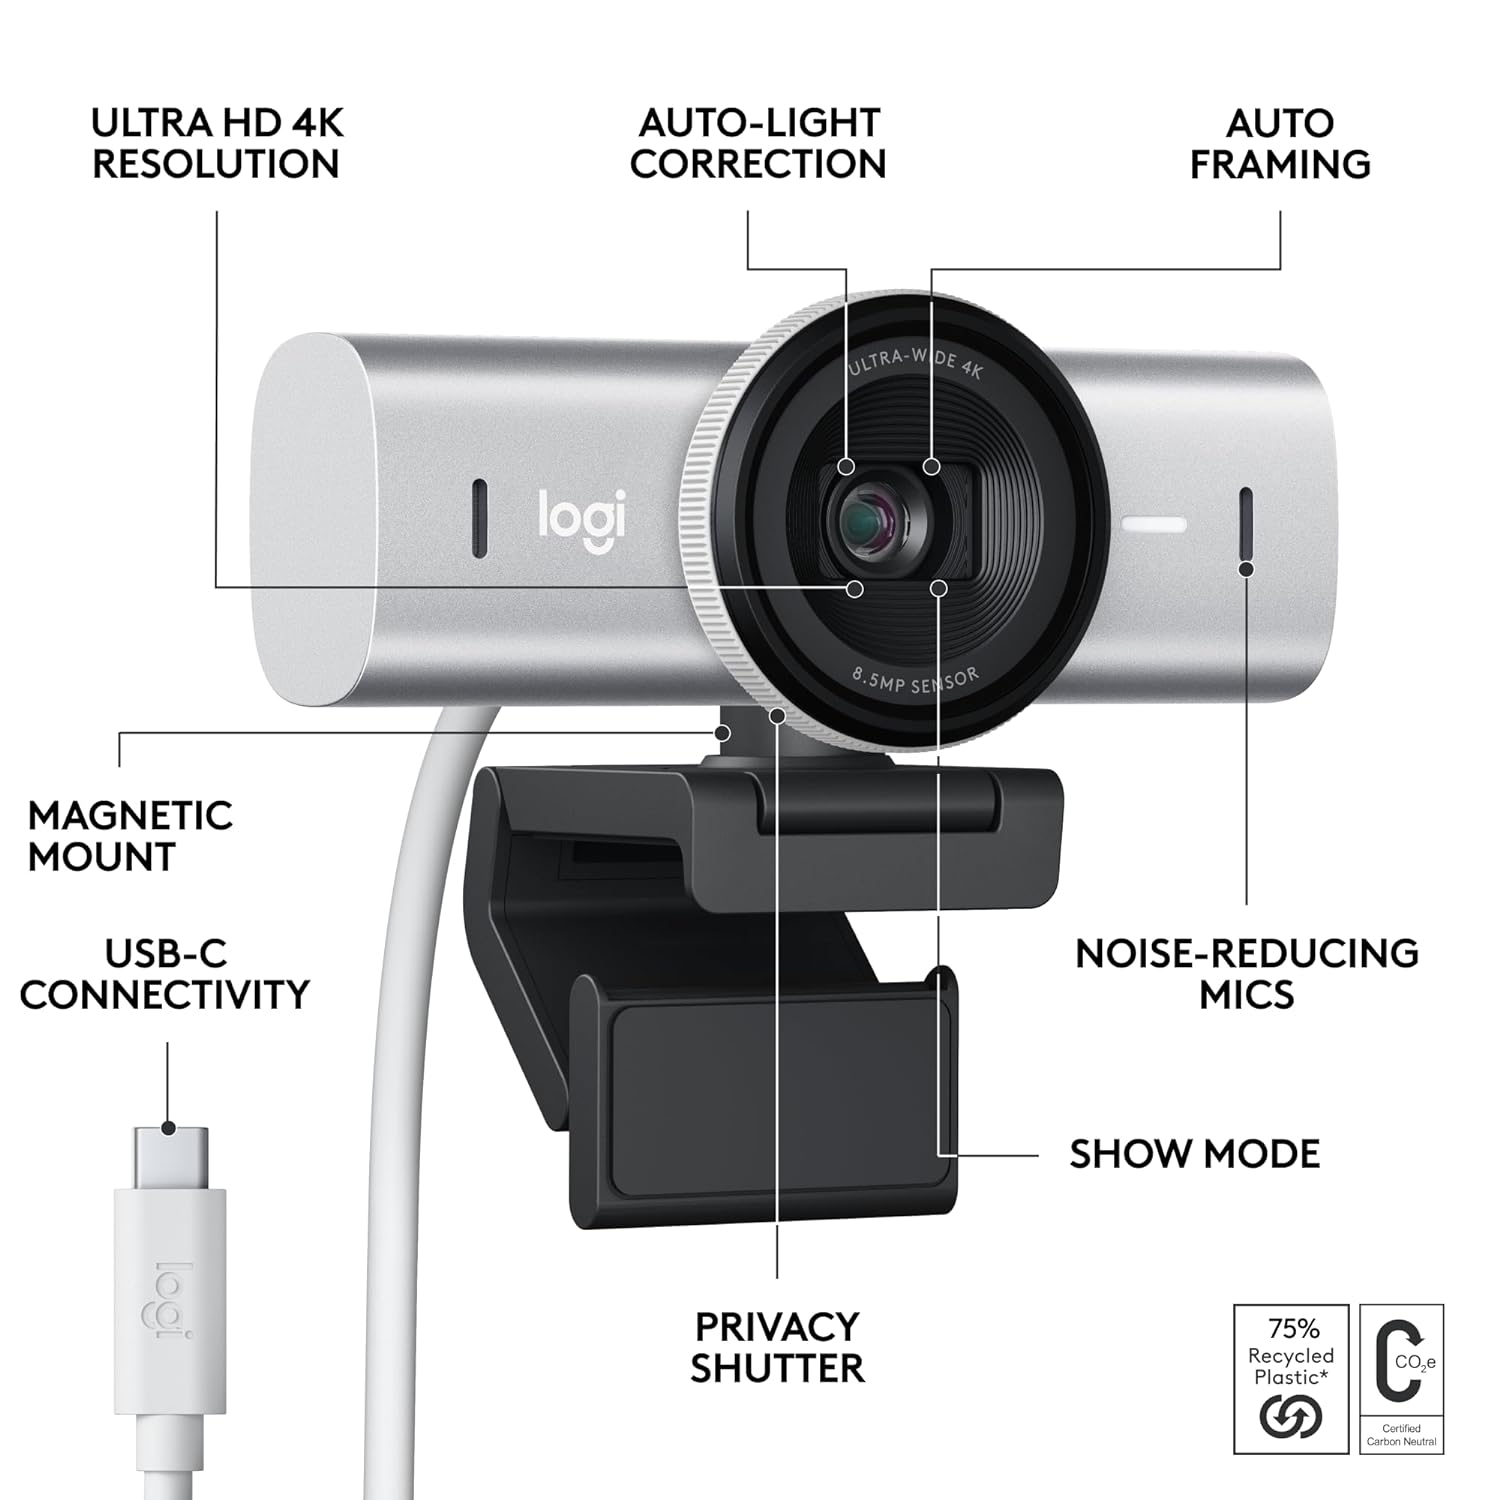 ULTRA HD 4K
RESOLUTION
AUTO-LIGHT
CORRECTION
AUTO
FRAMING
ULTRA-WIDE 4K
logi
8.5MP SENSOR
MAGNETIC
MOUNT
USB-C
CONNECTIVITY
NOISE-REDUCING
MICS
SHOW MODE
logi
PRIVACY
SHUTTER
75%
Recycled
Plastic*
CO₂e
Certified
Carbon Neutral